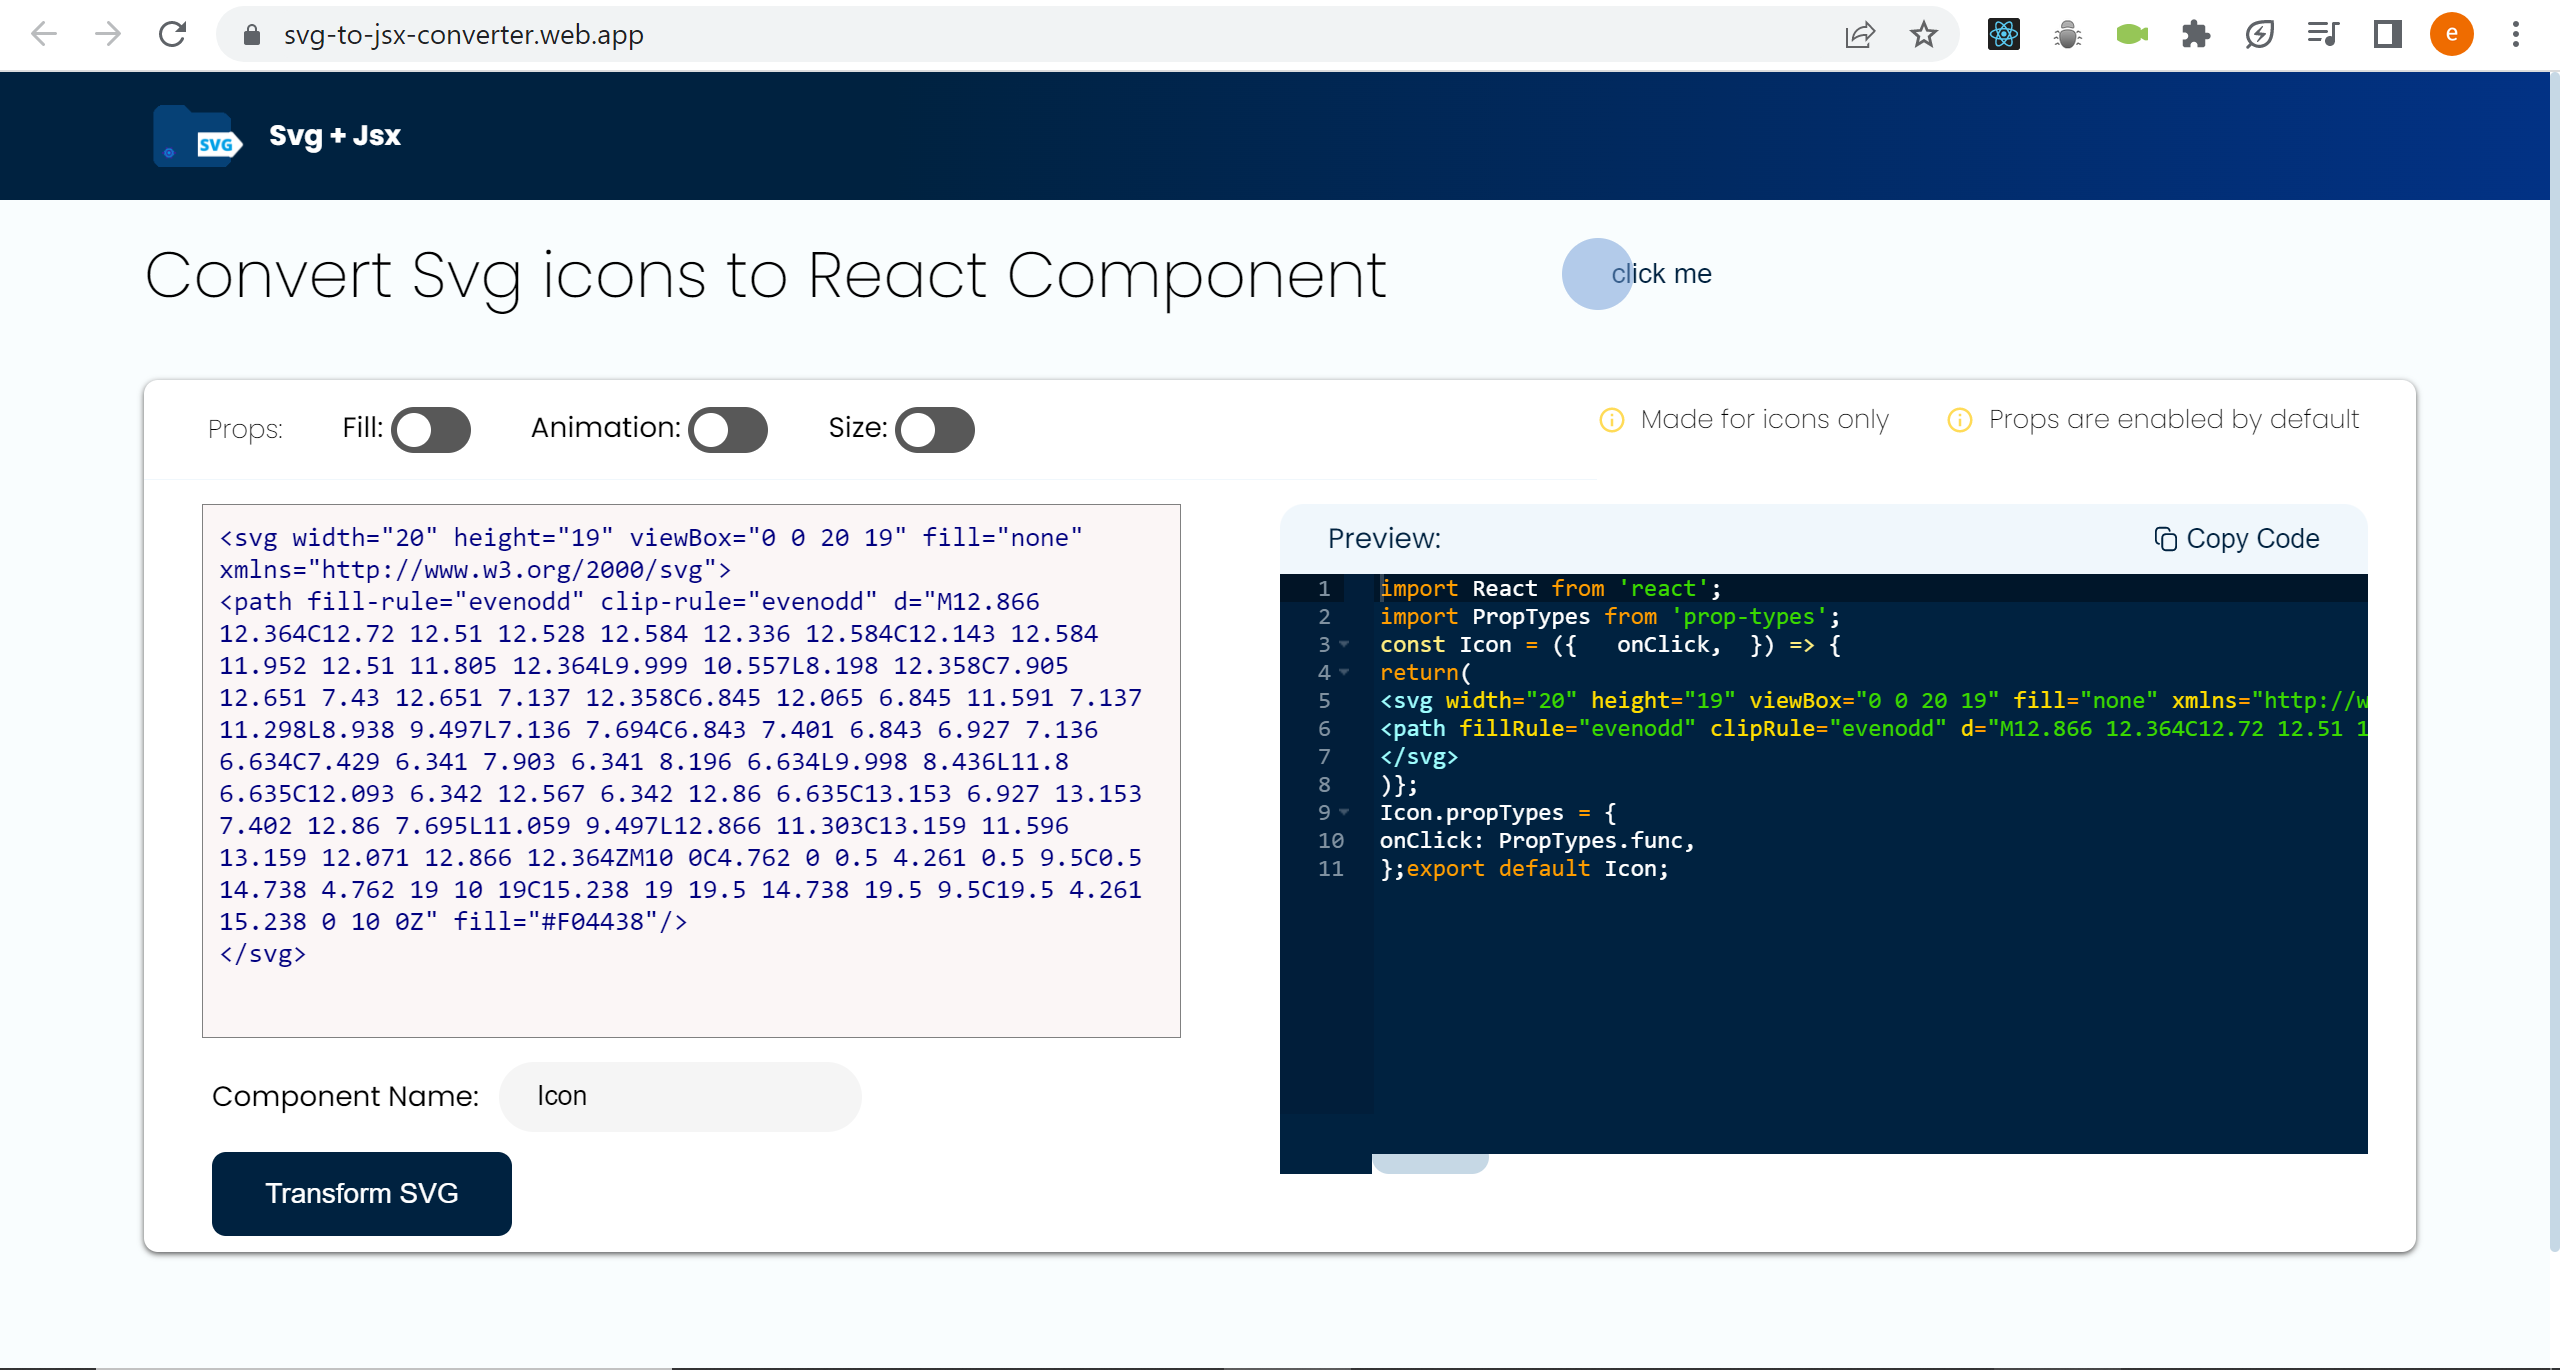 svg-to-jsx-converter.web.app
e
SVG
Svg + Jsx
Convert Svg icons to React Component
click me
Props:
Fill:
Animation:
Size:
Made for icons only
Props are enabled by default
<svg width="20" height="19" viewBox="0 0 20 19" fill="none"
xmlns="http://www.w3.org/2000/svg">
<path fill-rule="evenodd" clip-rule="evenodd" d="M12.866
12.364C12.72 12.51 12.528 12.584 12.336 12.584C12.143 12.584
11.952 12.51 11.805 12.364L9.999 10.557L8.198 12.358C7.905
12.651 7.43 12.651 7.137 12.358C6.845 12.065 6.845 11.591 7.137
11.298L8.938 9.497L7.136 7.694C6.843 7.401 6.843 6.927 7.136
6.634C7.429 6.341 7.903 6.341 8.196 6.634L9.998 8.436L11.8
6.635C12.093 6.342 12.567 6.342 12.86 6.635C13.153 6.927 13.153
7.402 12.86 7.695L11.059 9.497L12.866 11.303C13.159 11.596
13.159 12.071 12.866 12.364ZM10 0C4.762 0 0.5 4.261 0.5 9.5C0.5
14.738 4.762 19 10 19C15.238 19 19.5 14.738 19.5 9.5C19.5 4.261
15.238 0 10 0Z" fill="#F04438"/>
</svg>
Component Name:
Icon
Transform SVG
Preview:
Copy Code
1 import React from 'react';
2 import PropTypes from 'prop-types';
3 const Icon = ({   onClick,  }) => {
4 return(
5 <svg width="20" height="19" viewBox="0 0 20 19" fill="none" xmlns="http://w
6 <path fillRule="evenodd" clipRule="evenodd" d="M12.866 12.364C12.72 12.51 1
7 </svg>
8 )};
9 Icon.propTypes = {
10 onClick: PropTypes.func,
11 };export default Icon;